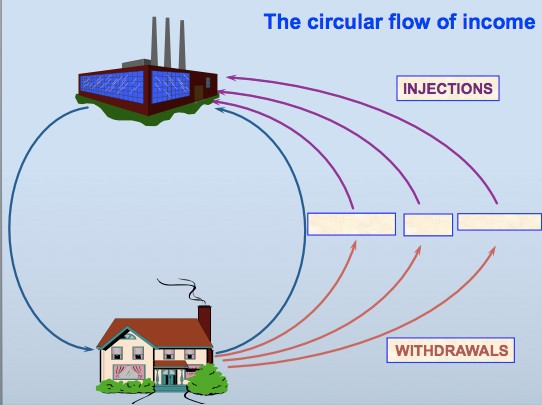 The circular flow of income
INJECTIONS
WITHDRAWALS